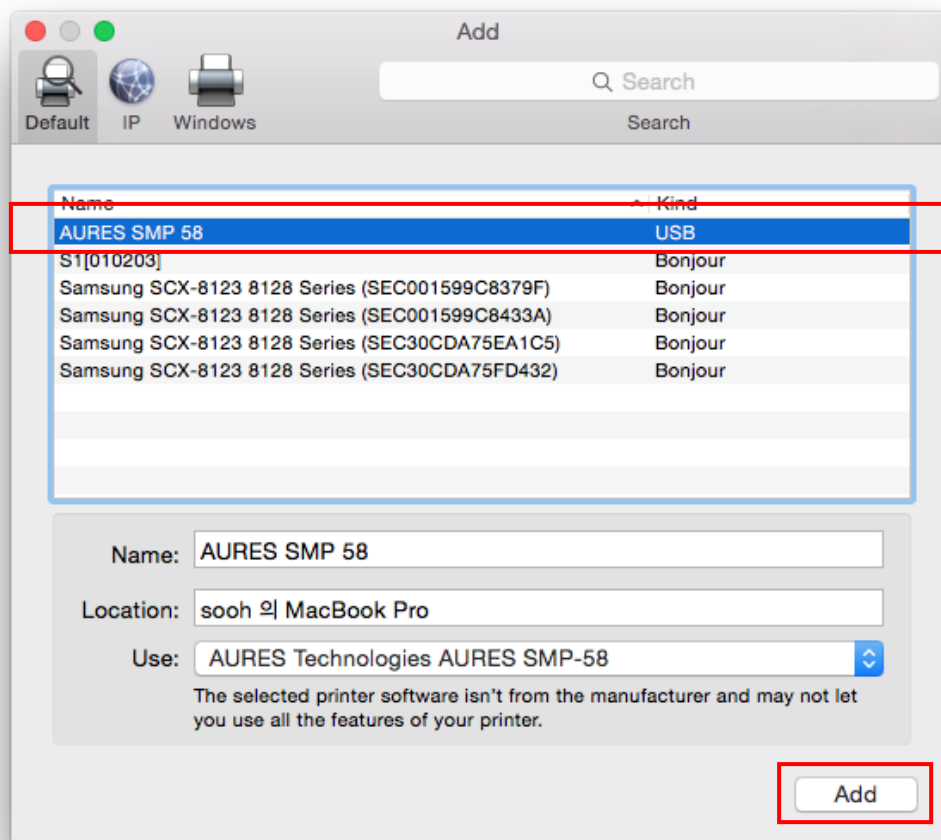 Add
Search
Default IP Windows Search
Name Kind
AURES SMP 58 USB
S1[010203] Bonjour
Samsung SCX-8123 8128 Series (SEC001599C8379F) Bonjour
Samsung SCX-8123 8128 Series (SEC001599C8433A) Bonjour
Samsung SCX-8123 8128 Series (SEC30CDA75EA1C5) Bonjour
Samsung SCX-8123 8128 Series (SEC30CDA75FD432) Bonjour
Name: AURES SMP 58
Location: sooh 의 MacBook Pro
Use: AURES Technologies AURES SMP-58
The selected printer software isn't from the manufacturer and may not let
you use all the features of your printer.
Add